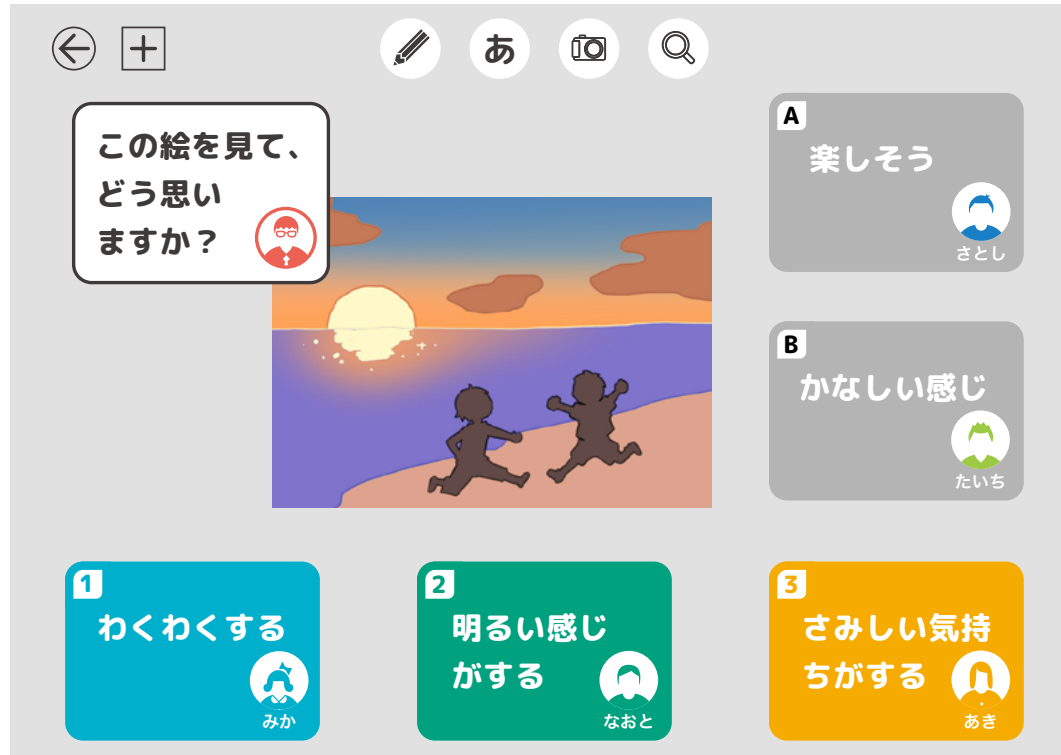 あ
この絵を見て、
どう思い
ますか？
A
楽しそう
さとし
B
かなしい感じ
たいち
1
わくわくする
みか
2
明るい感じ
がする
なおと
3
さみしい気持
ちがする
あき